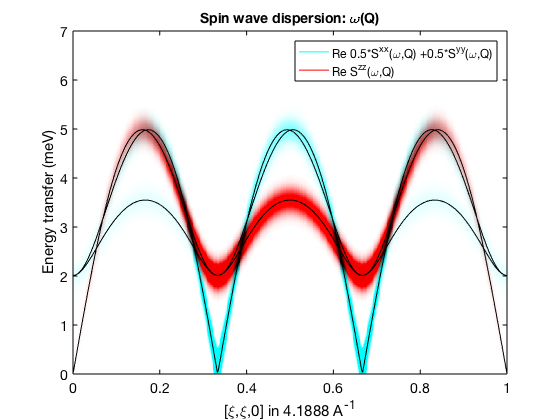 Spin wave dispersion: ω(Q)
Re 0.5*S^xx(ω,Q) +0.5*S^yy(ω,Q)
Re S^zz(ω,Q)
Energy transfer (meV)
7
6
5
4
3
2
1
0
0 0.2 0.4 0.6 0.8 1
[ξ,ξ,0] in 4.1888 A^-1